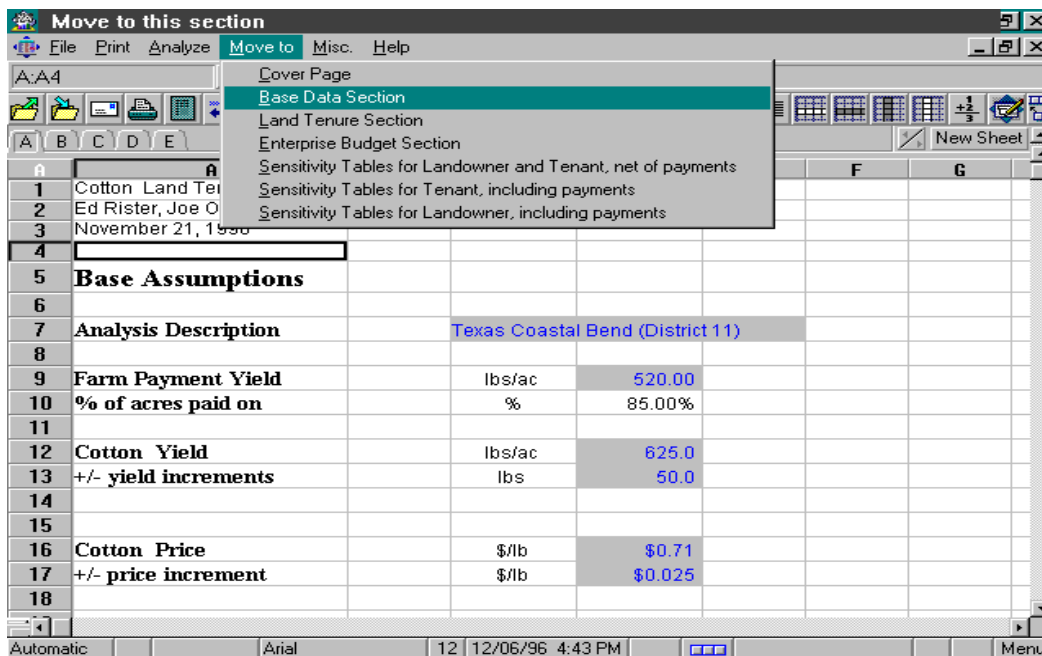 Move to this section
File Print Analyze Move to Misc. Help
A:A4
Cover Page
Base Data Section
Land Tenure Section
Enterprise Budget Section
Sensitivity Tables for Landowner and Tenant, net of payments
Sensitivity Tables for Tenant, including payments
Sensitivity Tables for Landowner, including payments
A B C D E New Sheet
A A F G
1 Cotton Land Te
2 Ed Rister, Joe O
3 November 21, 1996
4
5 Base Assumptions
6
7 Analysis Description Texas Coastal Bend (District 11)
8
9 Farm Payment Yield lbs/ac 520.00
10 % of acres paid on % 85.00%
11
12 Cotton Yield lbs/ac 625.0
13 +/- yield increments lbs 50.0
14
15
16 Cotton Price $/lb $0.71
17 +/- price increment $/lb $0.025
18
Automatic Arial 12 12/06/96 4:43 PM Menu